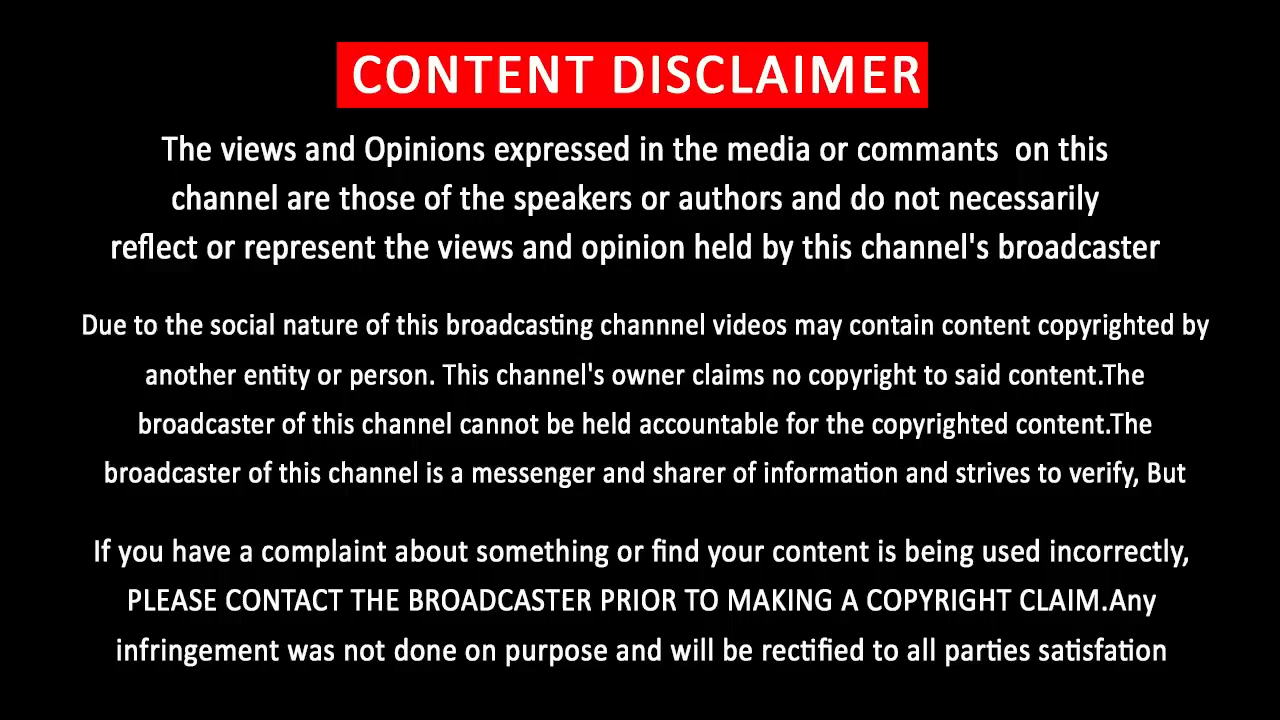 CONTENT DISCLAIMER
The views and Opinions expressed in the media or commants on this
channel are those of the speakers or authors and do not necessarily
reflect or represent the views and opinion held by this channel's broadcaster
Due to the social nature of this broadcasting channnel videos may contain content copyrighted by
another entity or person. This channel's owner claims no copyright to said content.The
broadcaster of this channel cannot be held accountable for the copyrighted content.The
broadcaster of this channel is a messenger and sharer of information and strives to verify, But
If you have a complaint about something or find your content is being used incorrectly,
PLEASE CONTACT THE BROADCASTER PRIOR TO MAKING A COPYRIGHT CLAIM.Any
infringement was not done on purpose and will be rectified to all parties satisfation